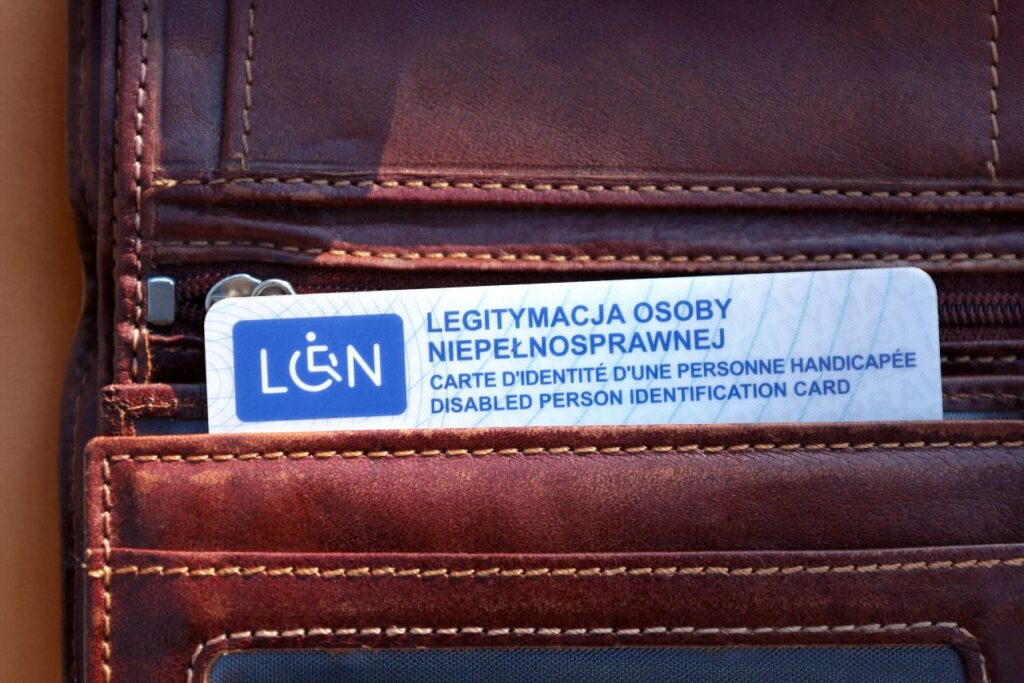 LON
LEGITYMACJA OSOBY
NIEPEŁNOSPRAWNEJ
CARTE D'IDENTITÉ D'UNE PERSONNE HANDICAPÉE
DISABLED PERSON IDENTIFICATION CARD